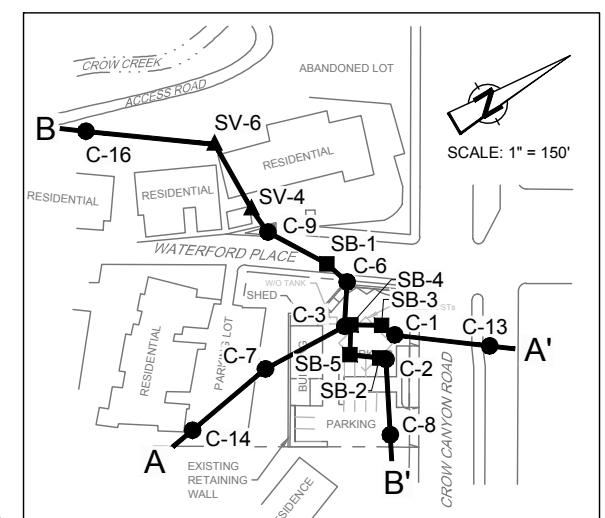 CROW CREEK
ACCESS ROAD
ABANDONED LOT
B
C-16
SV-6
N
SCALE: 1" = 150'
RESIDENTIAL
RESIDENTIAL
RESIDENTIAL
SV-4
C-9
WATERFORD PLACE
SB-1
C-6
W/O TANK
SB-4
SHED
SB-3
STs
C-3
C-1
C-13
A'
RESIDENTIAL
PARKING LOT
C-7
SB-5
C-2
SB-2
PARKING
C-8
C-14
A
B'
CROW CANYON ROAD
EXISTING
RETAINING
WALL